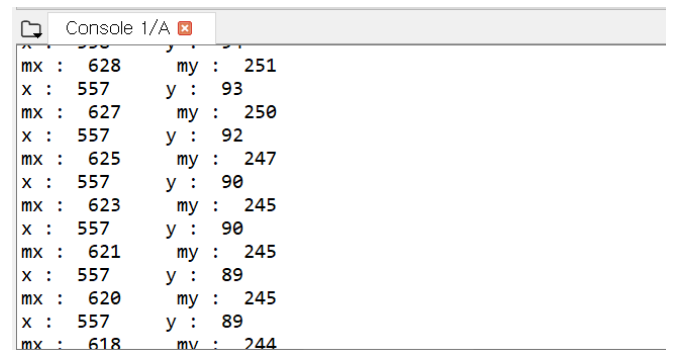 Console 1/A
mx :  628     my :  251
x :  557     y :  93
mx :  627     my :  250
x :  557     y :  92
mx :  625     my :  247
x :  557     y :  90
mx :  623     my :  245
x :  557     y :  90
mx :  621     my :  245
x :  557     y :  89
mx :  620     my :  245
x :  557     y :  89
mx :  618     my :  244